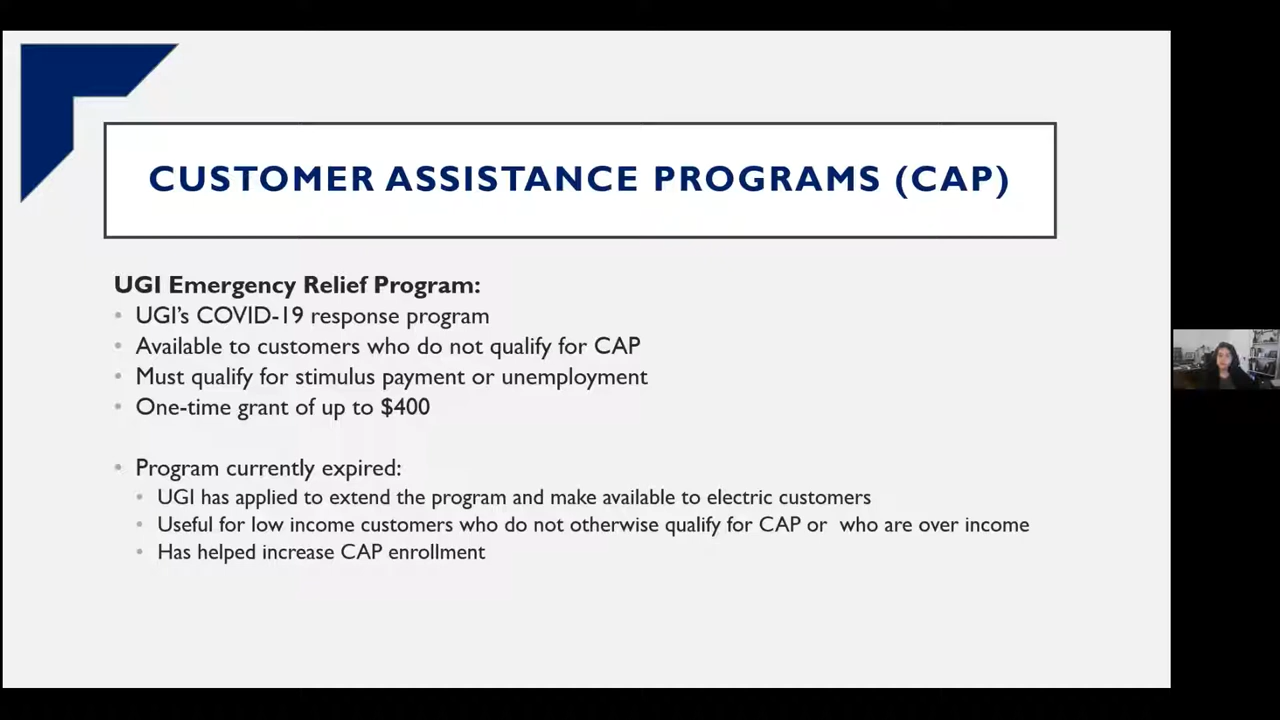 CUSTOMER ASSISTANCE PROGRAMS (CAP)
UGI Emergency Relief Program:
• UGI's COVID-19 response program
• Available to customers who do not qualify for CAP
• Must qualify for stimulus payment or unemployment
• One-time grant of up to $400
• Program currently expired:
• UGI has applied to extend the program and make available to electric customers
• Useful for low income customers who do not otherwise qualify for CAP or  who are over income
• Has helped increase CAP enrollment